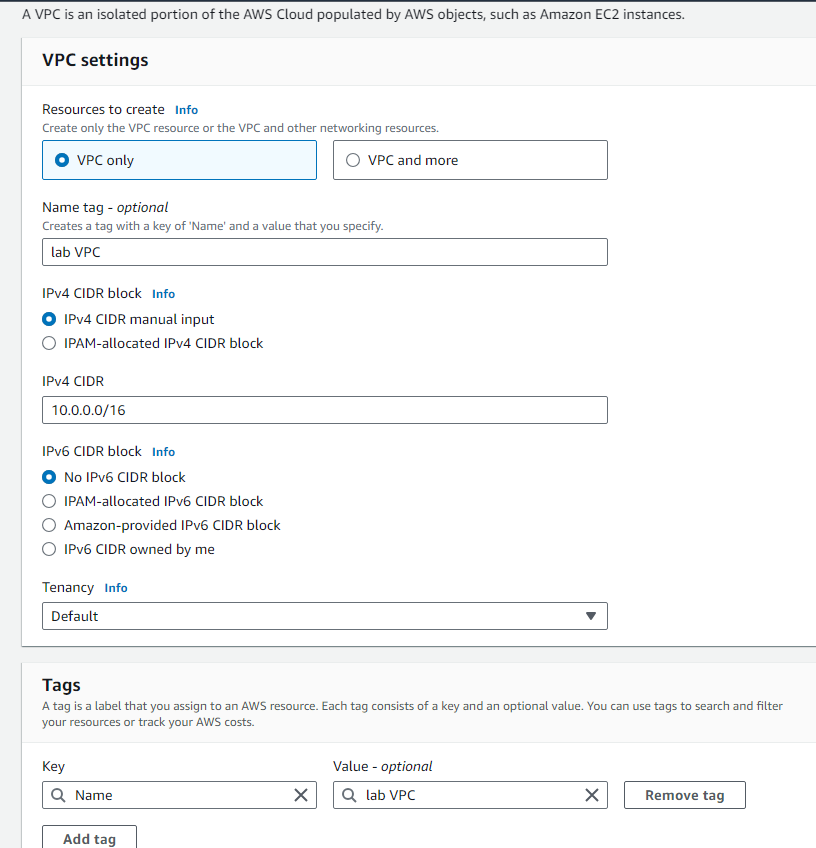 A VPC is an isolated portion of the AWS Cloud populated by AWS objects, such as Amazon EC2 instances.
VPC settings
Resources to create Info
Create only the VPC resource or the VPC and other networking resources.
VPC only
VPC and more
Name tag - optional
Creates a tag with a key of 'Name' and a value that you specify.
lab VPC
IPv4 CIDR block Info
IPv4 CIDR manual input
IPAM-allocated IPv4 CIDR block
IPv4 CIDR
10.0.0.0/16
IPv6 CIDR block Info
No IPv6 CIDR block
IPAM-allocated IPv6 CIDR block
Amazon-provided IPv6 CIDR block
IPv6 CIDR owned by me
Tenancy Info
Default
Tags
A tag is a label that you assign to an AWS resource. Each tag consists of a key and an optional value. You can use tags to search and filter
your resources or track your AWS costs.
Key
Value - optional
Name
lab VPC
Remove tag
Add tag